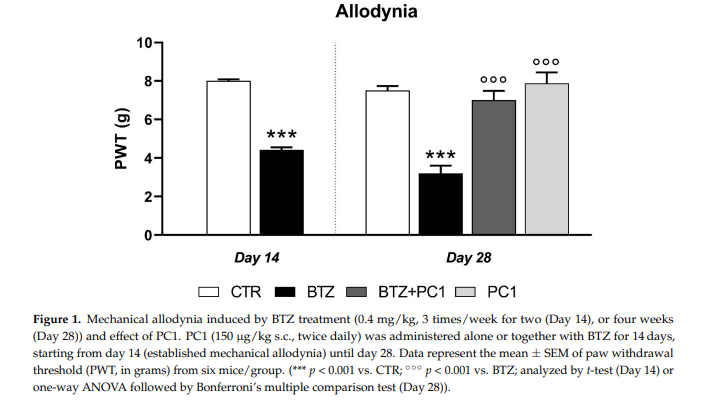 Allodynia
PWT (g)
10
8
6
4
2
0
***
***
°°°
°°°
Day 14
Day 28
CTR BTZ BTZ+PC1 PC1
Figure 1. Mechanical allodynia induced by BTZ treatment (0.4 mg/kg, 3 times/week for two (Day 14), or four weeks
(Day 28)) and effect of PC1. PC1 (150 µg/kg s.c., twice daily) was administered alone or together with BTZ for 14 days,
starting from day 14 (established mechanical allodynia) until day 28. Data represent the mean ± SEM of paw withdrawal
threshold (PWT, in grams) from six mice/group. (*** p < 0.001 vs. CTR; °°° p < 0.001 vs. BTZ; analyzed by t-test (Day 14) or
one-way ANOVA followed by Bonferroni’s multiple comparison test (Day 28)).